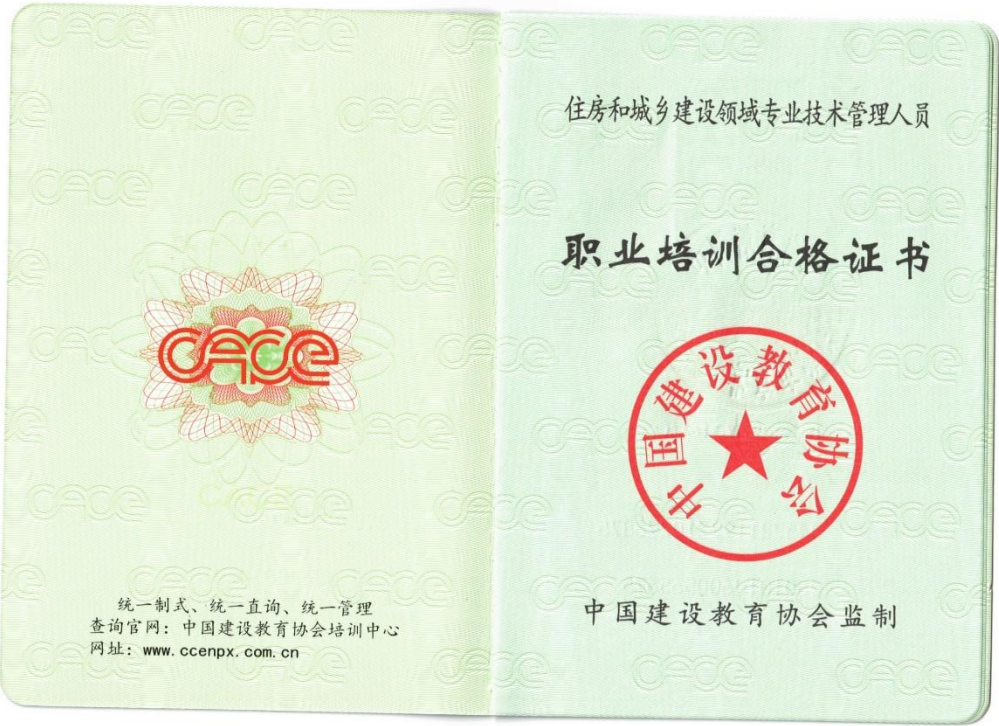 CACE
统一制式、统一直询、统一管理
查询官网：中国建设教育协会培训中心
网址：www.ccenpx.com.cn
住房和城乡建设领域专业技术管理人员
职业培训合格证书
中国建设教育协会
中国建设教育协会监制